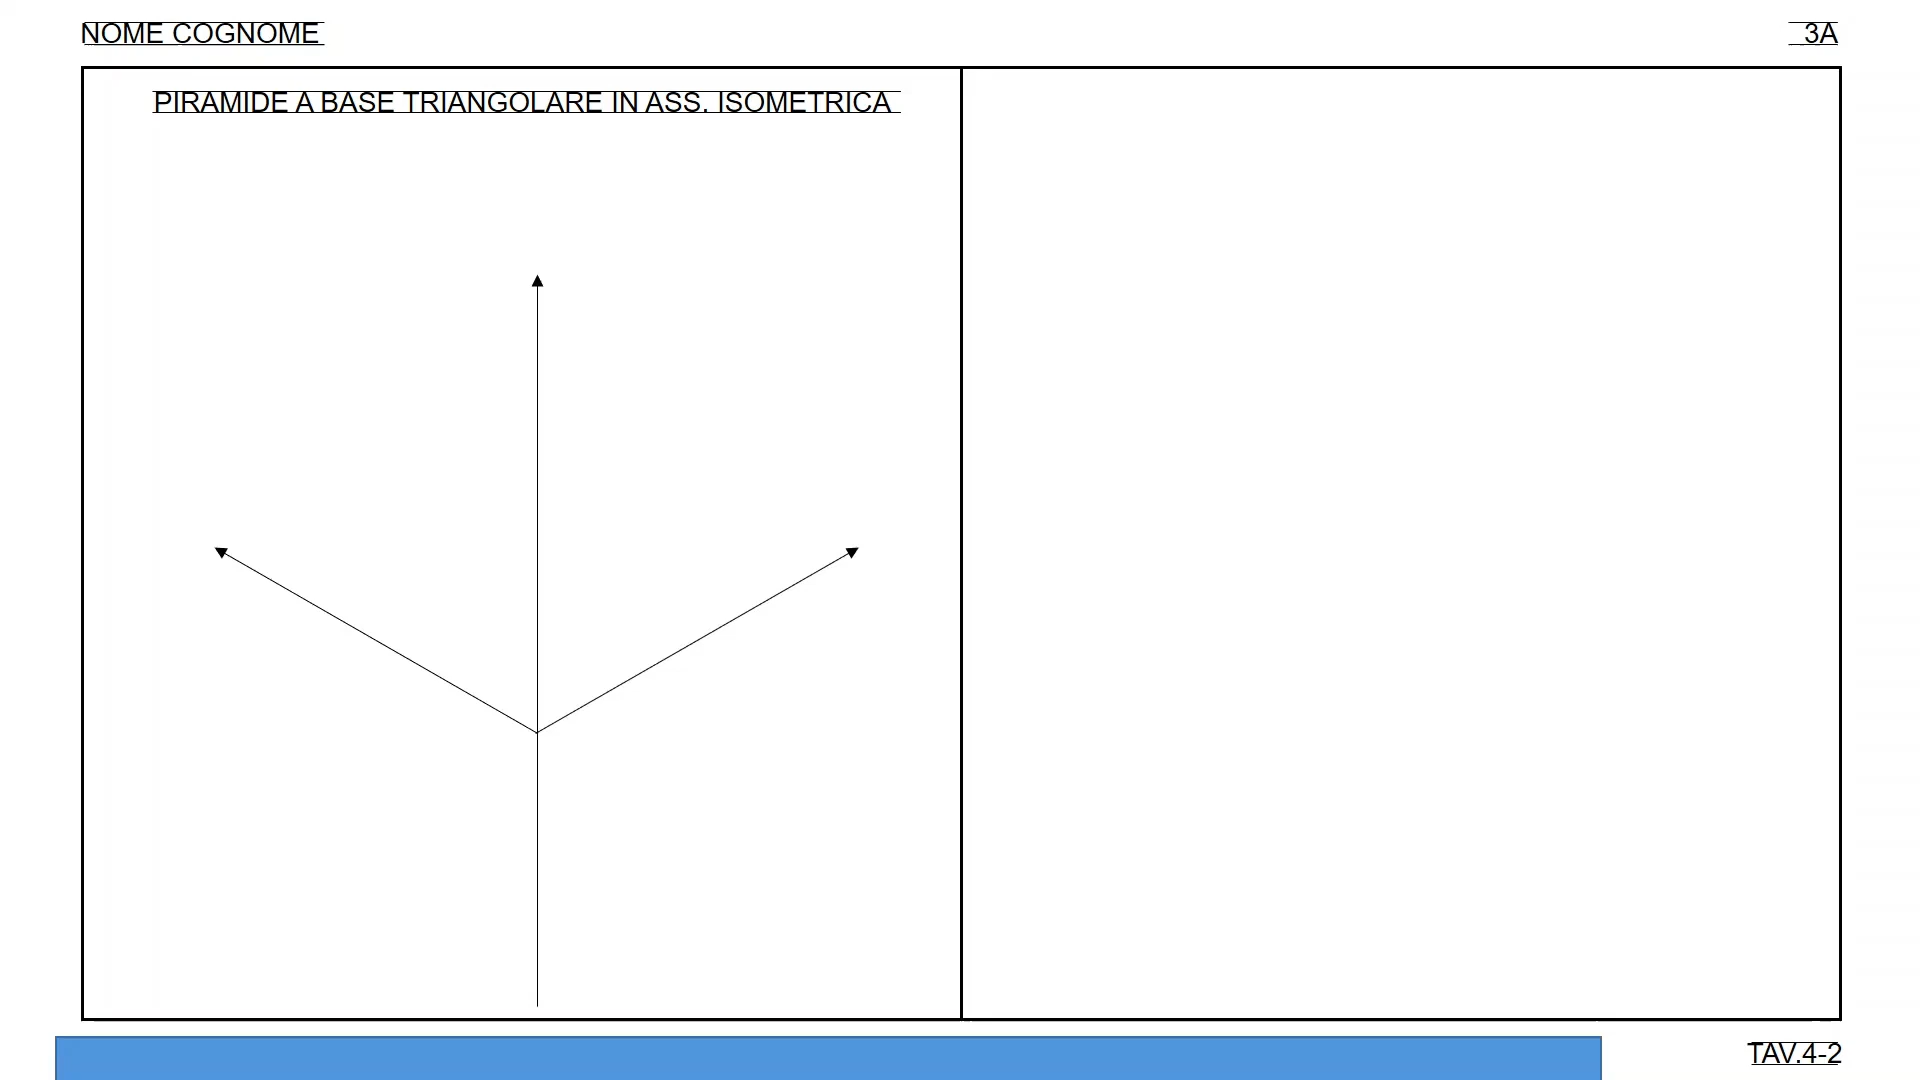 NOME COGNOME
3A
PIRAMIDE A BASE TRIANGOLARE IN ASS. ISOMETRICA
TAV.4-2